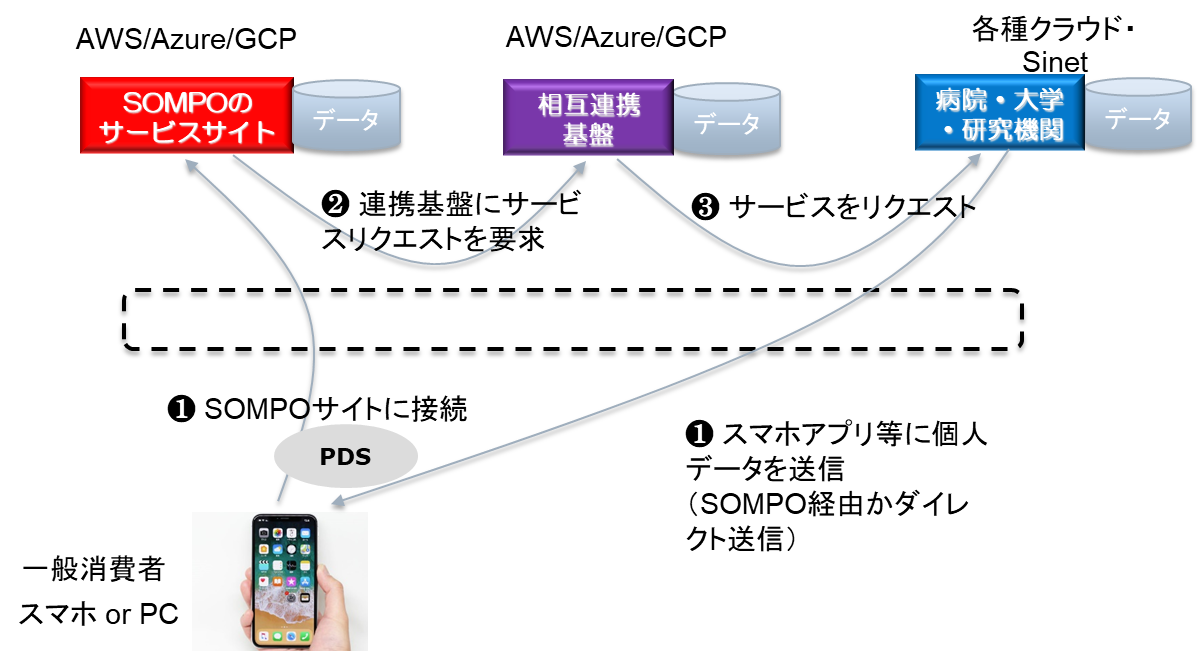 AWS/Azure/GCP
AWS/Azure/GCP
各種クラウド・
Sinet
SOMPOの
サービスサイト
データ
相互連携
基盤
データ
病院・大学
・研究機関
データ
❷ 連携基盤にサービ
スリクエストを要求
❸ サービスをリクエスト
❶ SOMPOサイトに接続
PDS
❶ スマホアプリ等に個人
データを送信
（SOMPO経由かダイレ
クト送信）
一般消費者
スマホ or PC